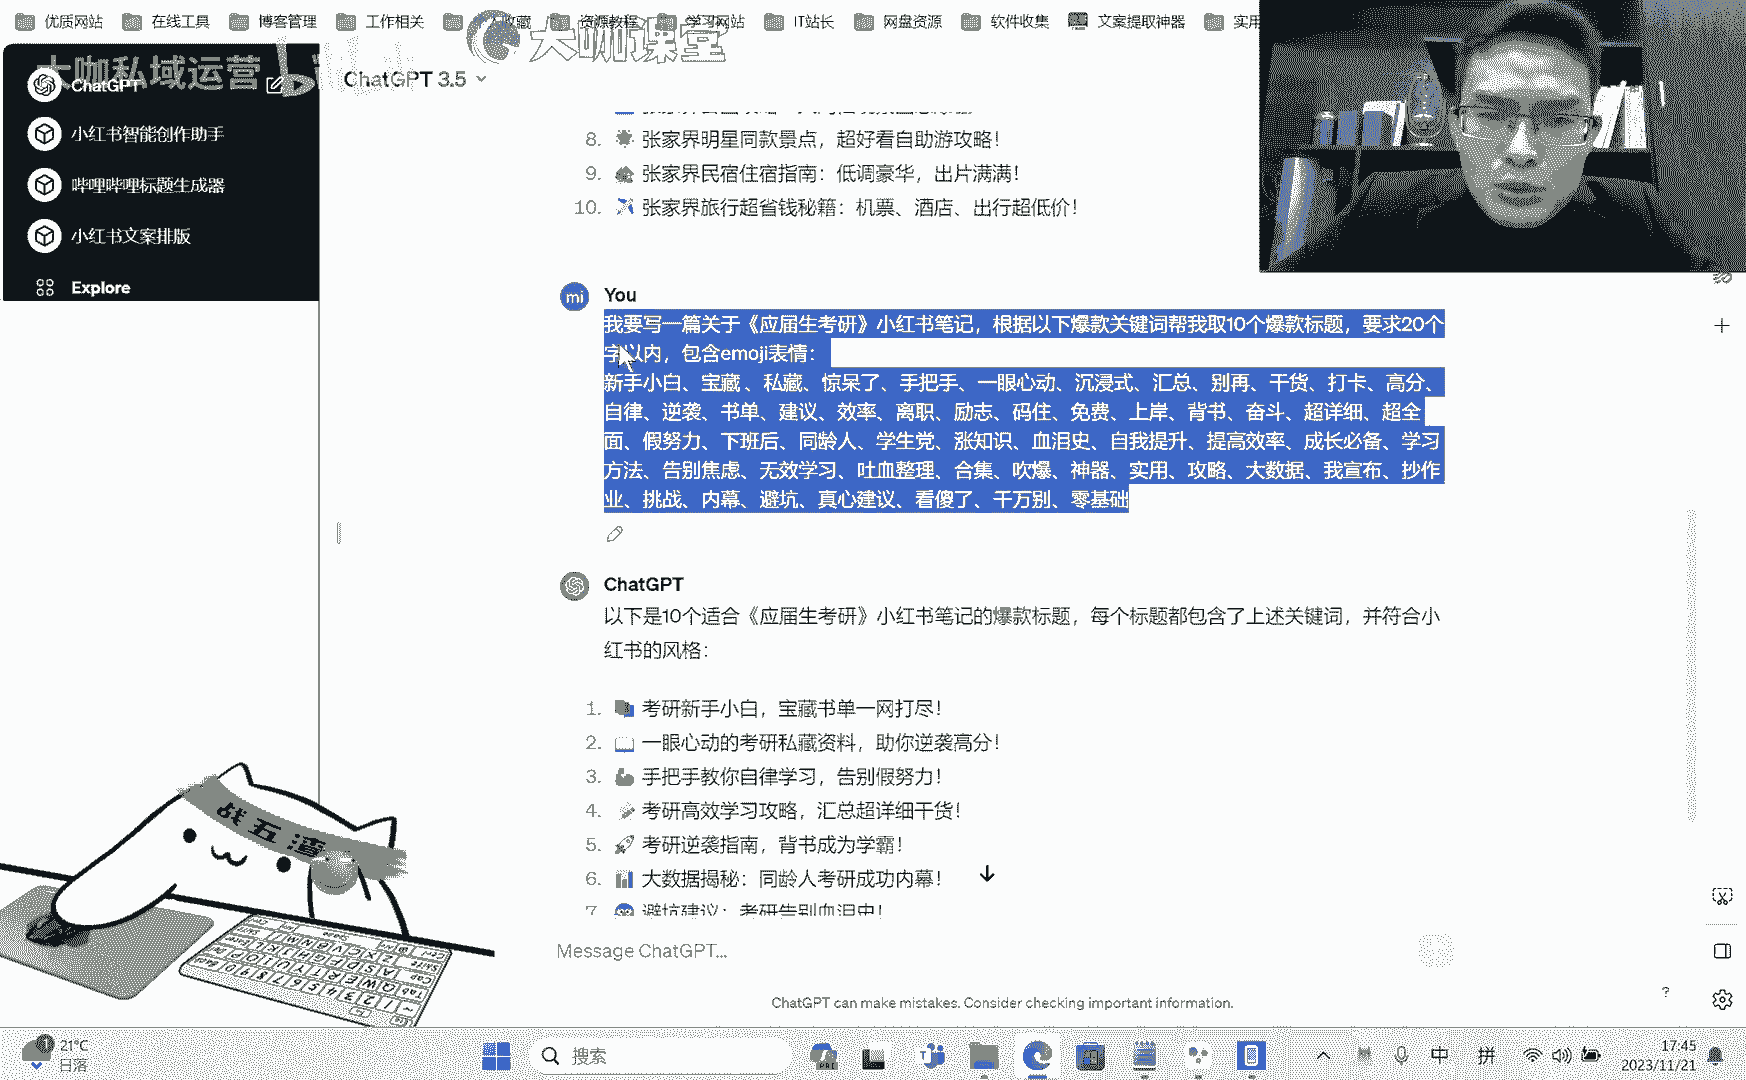 优质网站
在线工具
博客管理
工作相关
收藏
资源教程
学习网站
IT站长
网盘资源
软件收集
文案提取神器
实用
大咖课堂
大咖私域运营
ChatGPT
小红书智能创作助手
哔哩哔哩标题生成器
小红书文案排版
Explore
ChatGPT 3.5
8. 张家界明星同款景点，超好看自助游攻略！
9. 张家界民宿住宿指南：低调豪华，出片满满！
10. 张家界旅行超省钱秘籍：机票、酒店、出行超低价！
mi
You
我要写一篇关于《应届生考研》小红书笔记，根据以下爆款关键词帮我取10个爆款标题，要求20个
字以内，包含emoji表情：
新手小白、宝藏 、私藏、惊呆了、手把手、一眼心动、沉浸式、汇总、别再、干货、打卡、高分、
自律、逆袭、书单、建议、效率、离职、励志、码住、免费、上岸、背书、奋斗、超详细、超全
面、假努力、下班后、同龄人、学生党、涨知识、血泪史、自我提升、提高效率、成长必备、学习
方法、告别焦虑、无效学习、吐血整理、合集、吹爆、神器、实用、攻略、大数据、我宣布、抄作
业、挑战、内幕、避坑、真心建议、看傻了、千万别、零基础
ChatGPT
以下是10个适合《应届生考研》小红书笔记的爆款标题，每个标题都包含了上述关键词，并符合小
红书的风格：
1. 考研新手小白，宝藏书单一网打尽！
2. 一眼心动的考研私藏资料，助你逆袭高分！
3. 手把手教你自律学习，告别假努力！
4. 考研高效学习攻略，汇总超详细干货！
5. 考研逆袭指南，背书成为学霸！
6. 大数据揭秘：同龄人考研成功内幕！
7. 避坑建议：考研告别血泪史！
Message ChatGPT...
ChatGPT can make mistakes. Consider checking important information.
?
战五渣
1
21°C
日落
搜索
中
拼
17:45
2023/11/21